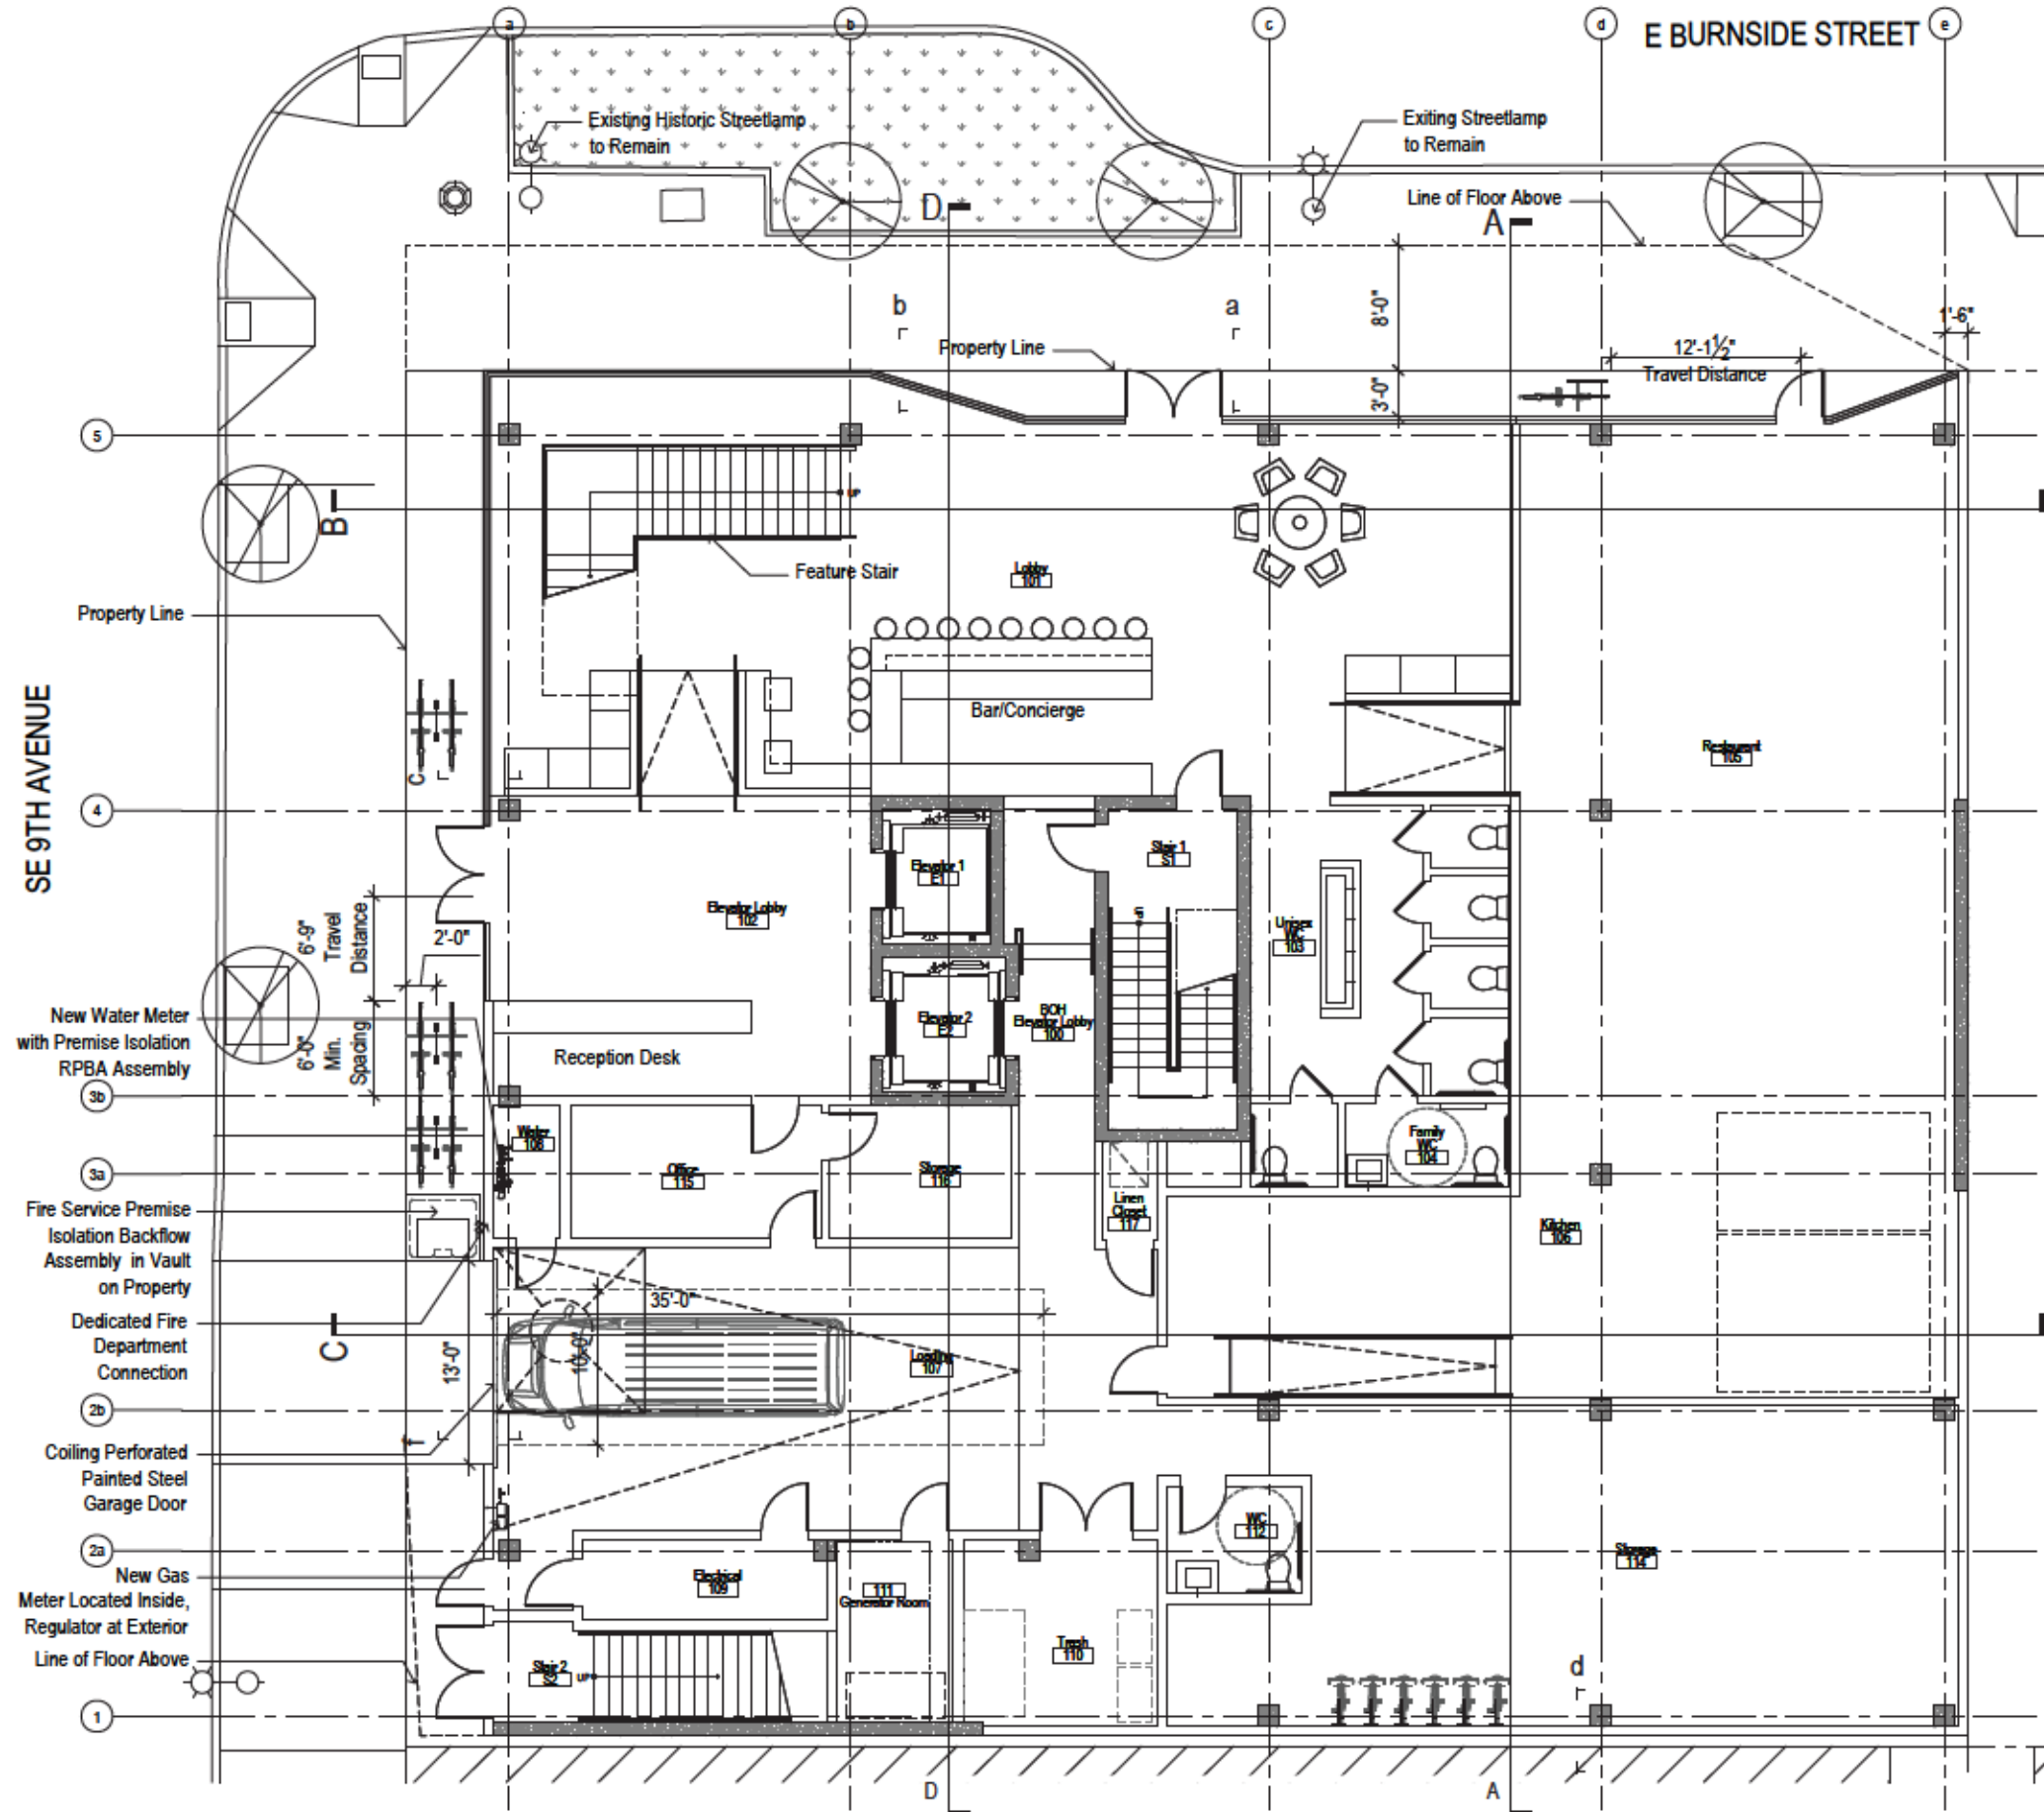 a
b
c
d
e
E BURNSIDE STREET
Existing Historic Streetlamp
to Remain
Exiting Streetlamp
to Remain
Line of Floor Above
D
A
b
a
8'-0"
1'-6"
Property Line
12'-1½"
Travel Distance
3'-0"
5
UP
B
Feature Stair
Lobby
101
Property Line
SE 9TH AVENUE
Bar/Concierge
Restaurant
105
c
4
Stair 1
S1
Elevator 1
E1
Elevator Lobby
102
Unisex
WC
103
6'-9"
Travel
Distance
2'-0"
New Water Meter
with Premise Isolation
RPBA Assembly
6'-0"
Min.
Spacing
Elevator 2
E2
BOH
Elevator Lobby
100
Reception Desk
3b
Water
108
Family
WC
104
3a
Office
115
Storage
116
Linen
Closet
117
Kitchen
106
Fire Service Premise
Isolation Backflow
Assembly in Vault
on Property
35'-0"
Dedicated Fire
Department
Connection
C
13'-0"
10'-0"
Loading
107
2b
f
Coiling Perforated
Painted Steel
Garage Door
WC
112
2a
Storage
114
New Gas
Meter Located Inside,
Regulator at Exterior
Electrical
109
111
Generator Room
Line of Floor Above
Trash
110
Stair 2
S2
UP
d
1
D
A